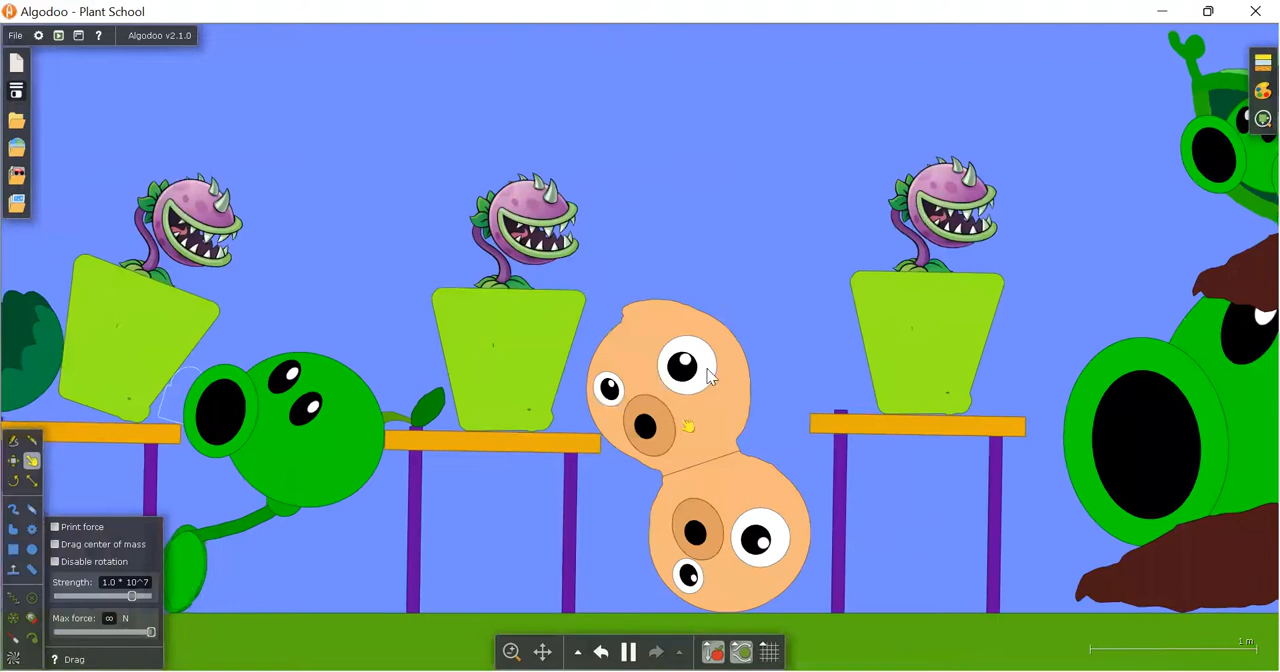 Algodoo - Plant School
File ? Algodoo v2.1.0
Print force
Drag center of mass
Disable rotation
Strength: 1.0 * 10^7
Max force: ∞ N
? Drag
1 m